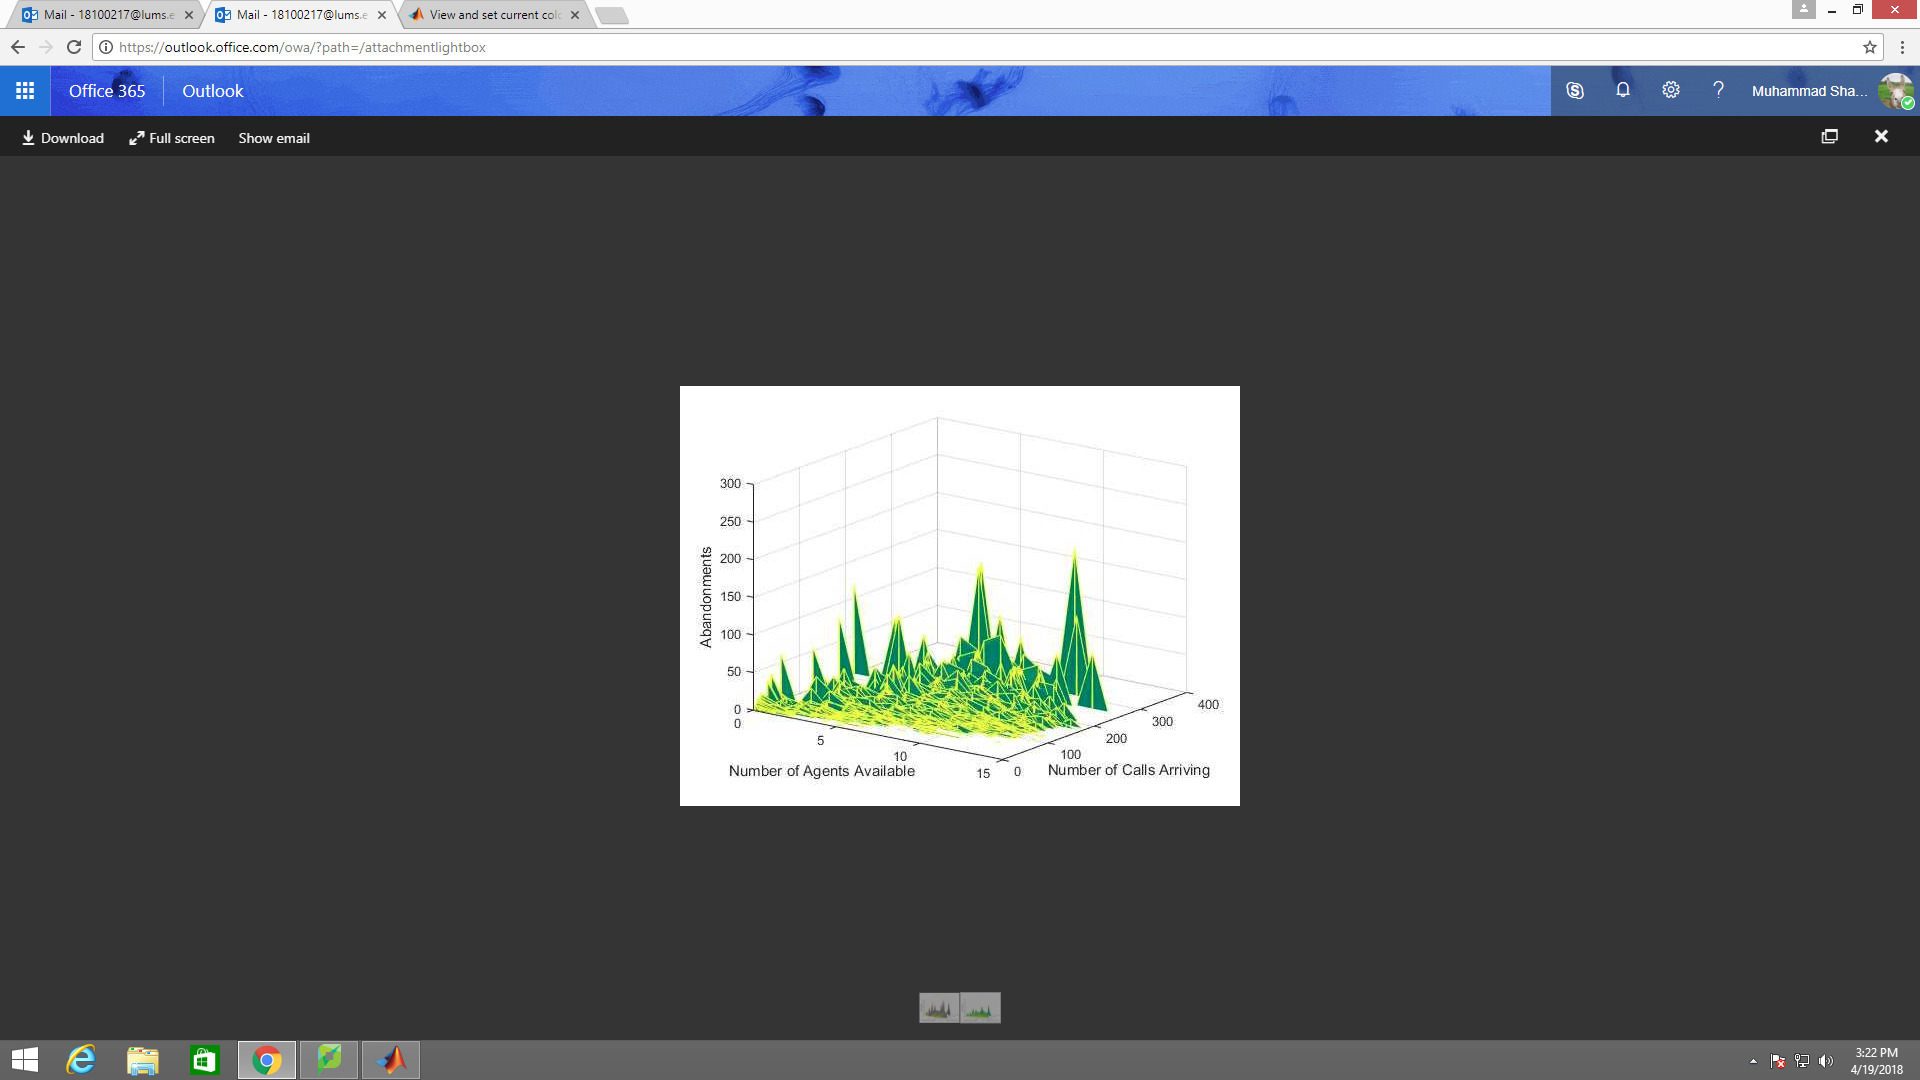 Mail - 18100217@lums.e
Mail - 18100217@lums.e
View and set current col
https://outlook.office.com/owa/?path=/attachmentlightbox
Office 365
Outlook
?
Muhammad Sha...
Download
Full screen
Show email
300
250
200
150
100
50
0
Abandonments
0
5
10
15
Number of Agents Available
0
100
200
300
400
Number of Calls Arriving
3:22 PM
4/19/2018